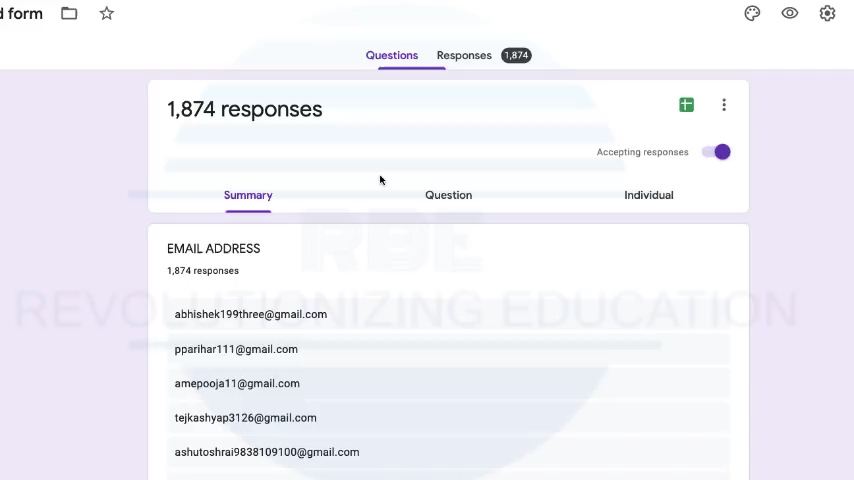 d form
Questions Responses 1,874
1,874 responses
Accepting responses
Summary Question Individual
RBE
REVOLUTIONIZING EDUCATION
EMAIL ADDRESS
1,874 responses
abhishek199three@gmail.com
pparihar111@gmail.com
amepooja11@gmail.com
tejkashyap3126@gmail.com
ashutoshrai9838109100@gmail.com